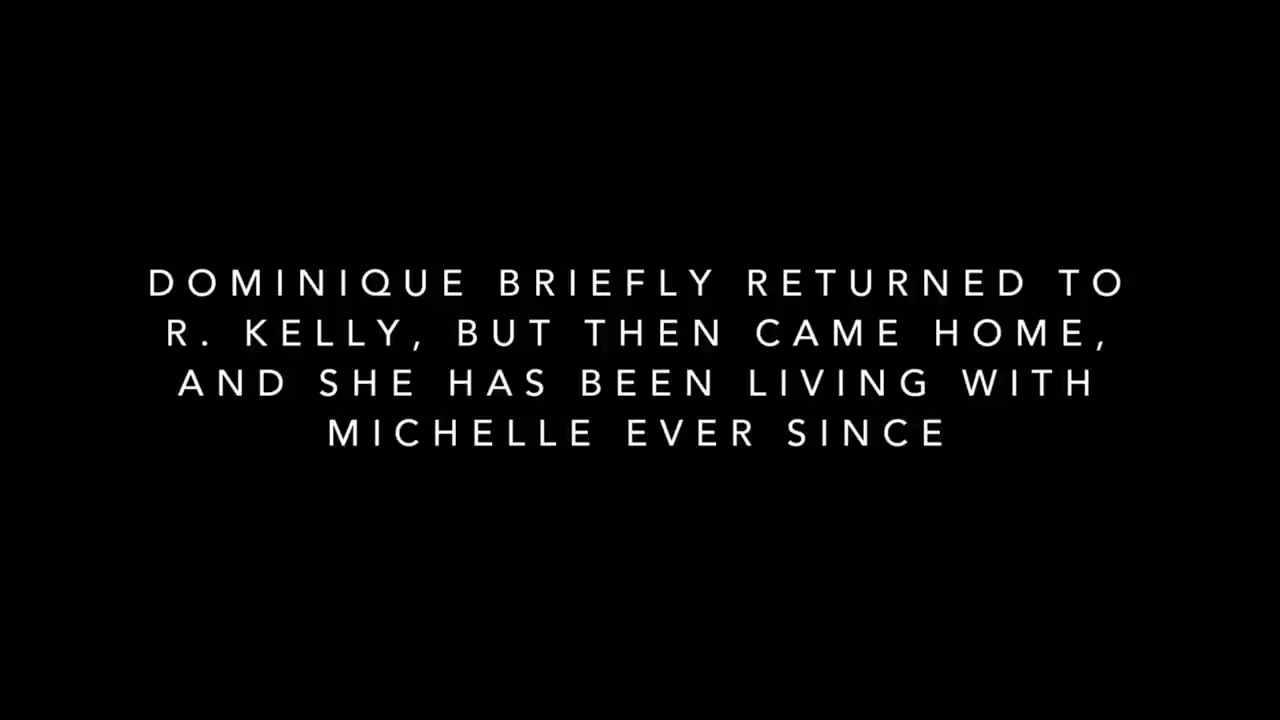 DOMINIQUE BRIEFLY RETURNED TO
R. KELLY, BUT THEN CAME HOME,
AND SHE HAS BEEN LIVING WITH
MICHELLE EVER SINCE